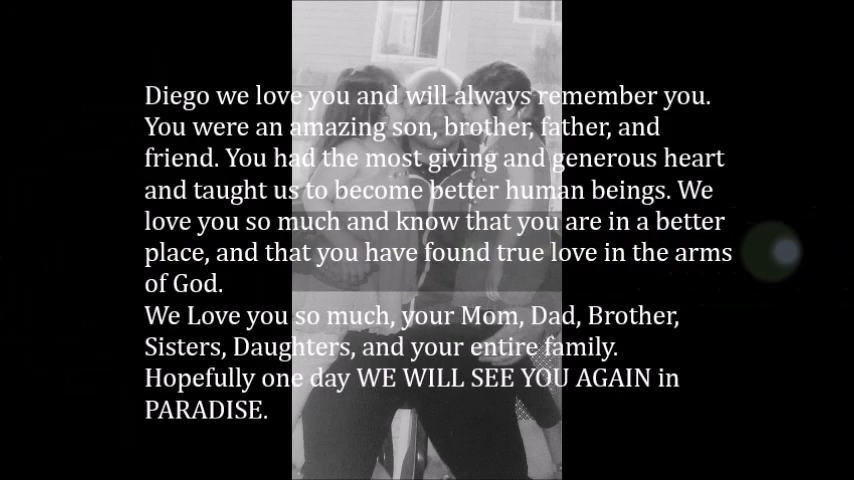 Diego we love you and will always remember you.
You were an amazing son, brother, father, and
friend. You had the most giving and generous heart
and taught us to become better human beings. We
love you so much and know that you are in a better
place, and that you have found true love in the arms
of God.
We Love you so much, your Mom, Dad, Brother,
Sisters, Daughters, and your entire family.
Hopefully one day WE WILL SEE YOU AGAIN in
PARADISE.